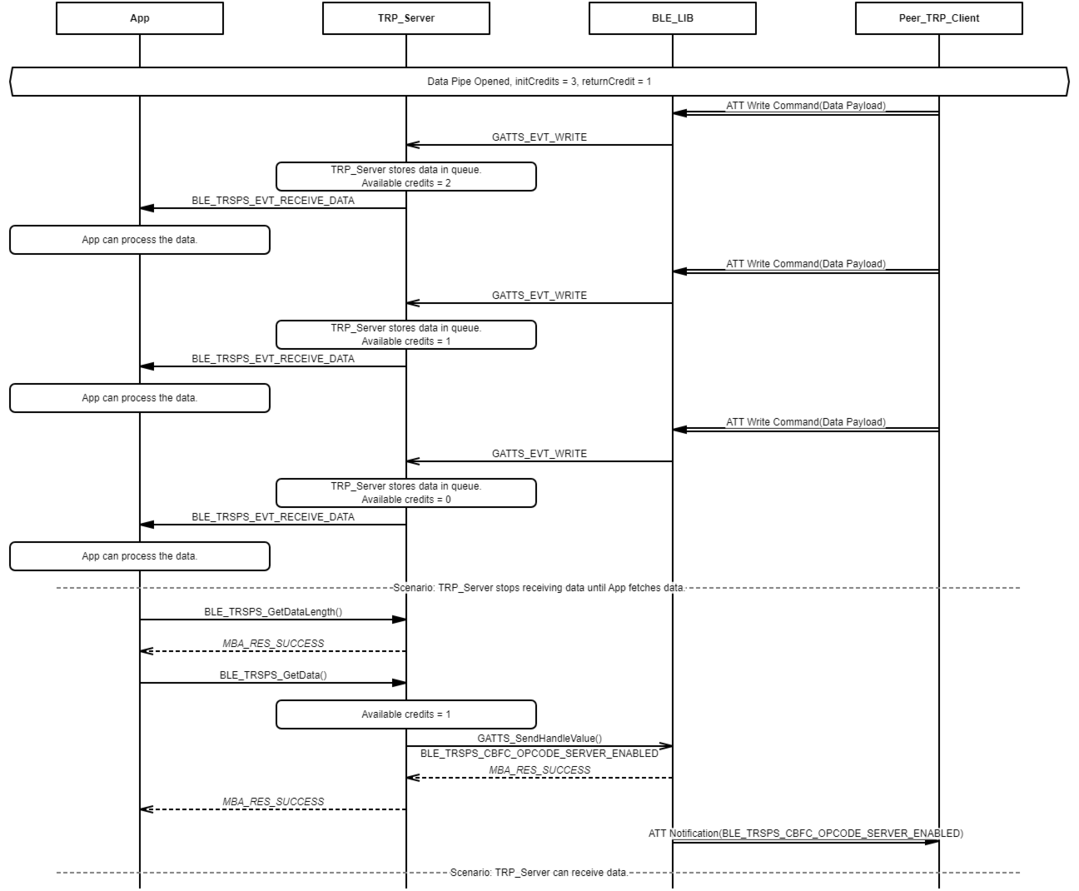 App
TRP_Server
BLE_LIB
Peer_TRP_Client
Data Pipe Opened, initCredits = 3, returnCredit = 1
ATT Write Command(Data Payload)
GATTS_EVT_WRITE
TRP_Server stores data in queue.
Available credits = 2
BLE_TRSPS_EVT_RECEIVE_DATA
App can process the data.
ATT Write Command(Data Payload)
GATTS_EVT_WRITE
TRP_Server stores data in queue.
Available credits = 1
BLE_TRSPS_EVT_RECEIVE_DATA
App can process the data.
ATT Write Command(Data Payload)
GATTS_EVT_WRITE
TRP_Server stores data in queue.
Available credits = 0
BLE_TRSPS_EVT_RECEIVE_DATA
App can process the data.
Scenario: TRP_Server stops receiving data until App fetches data.
BLE_TRSPS_GetDataLength()
MBA_RES_SUCCESS
BLE_TRSPS_GetData()
Available credits = 1
GATTS_SendHandleValue()
BLE_TRSPS_CBFC_OPCODE_SERVER_ENABLED
MBA_RES_SUCCESS
MBA_RES_SUCCESS
ATT Notification(BLE_TRSPS_CBFC_OPCODE_SERVER_ENABLED)
Scenario: TRP_Server can receive data.